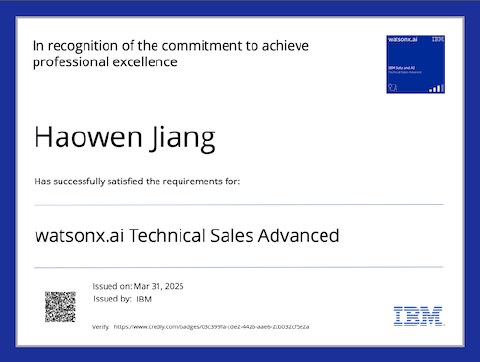 In recognition of the commitment to achieve
professional excellence
watsonx.ai
IBM
IBM Data and AI
Technical Sales Advanced
Haowen Jiang
Has successfully satisfied the requirements for:
watsonx.ai Technical Sales Advanced
Issued on: Mar 31, 2025
Issued by: IBM
Verify: https://www.credly.com/badges/
IBM